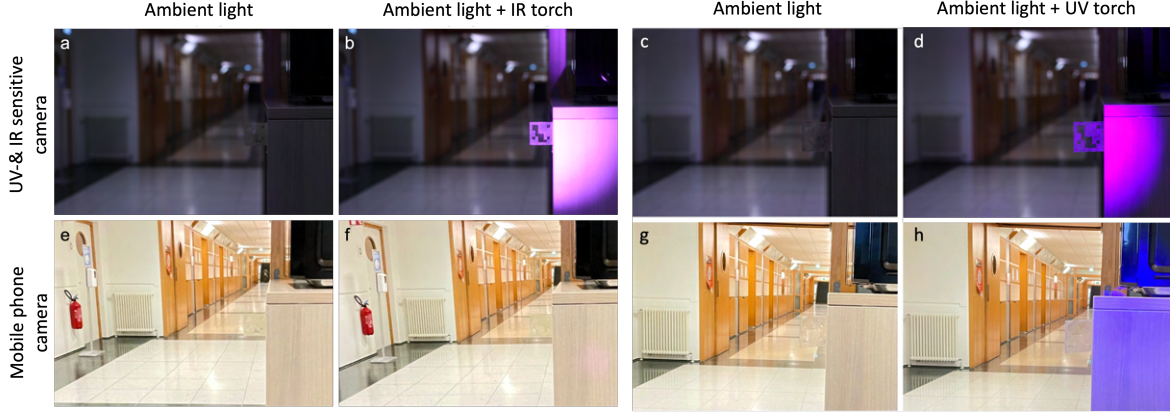 Ambient light
Ambient light + IR torch
Ambient light
Ambient light + UV torch
UV-& IR sensitive
camera
a
b
c
d
Mobile phone
camera
e
f
g
h